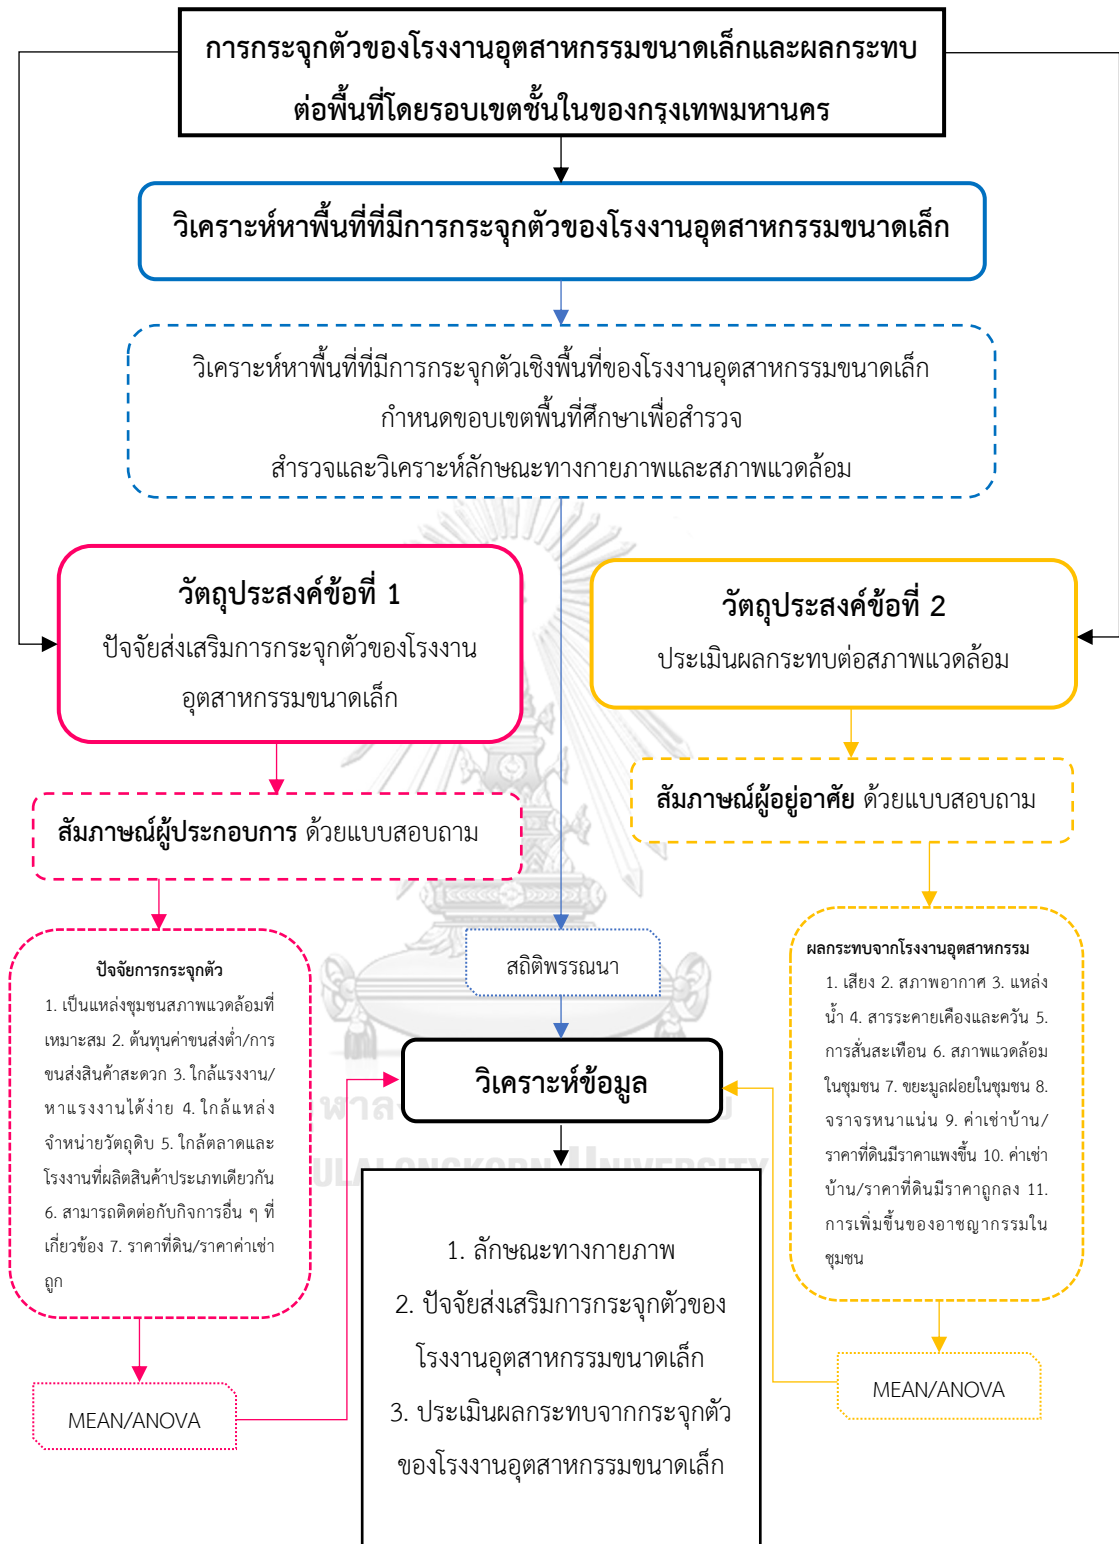 การกระจุกตัวของโรงงานอุตสาหกรรมขนาดเล็กและผลกระทบ
ต่อพื้นที่โดยรอบเขตชั้นในของกรุงเทพมหานคร
วิเคราะห์หาพื้นที่ที่มีการกระจุกตัวของโรงงานอุตสาหกรรมขนาดเล็ก
วิเคราะห์หาพื้นที่ที่มีการกระจุกตัวเชิงพื้นที่ของโรงงานอุตสาหกรรมขนาดเล็ก
กำหนดขอบเขตพื้นที่ศึกษาเพื่อสำรวจ
สำรวจและวิเคราะห์ลักษณะทางกายภาพและสภาพแวดล้อม
วัตถุประสงค์ข้อที่ 1
ปัจจัยส่งเสริมการกระจุกตัวของโรงงาน
อุตสาหกรรมขนาดเล็ก
วัตถุประสงค์ข้อที่ 2
ประเมินผลกระทบต่อสภาพแวดล้อม
สัมภาษณ์ผู้ประกอบการ ด้วยแบบสอบถาม
สัมภาษณ์ผู้อยู่อาศัย ด้วยแบบสอบถาม
ปัจจัยการกระจุกตัว
1. เป็นแหล่งชุมชนสภาพแวดล้อมที่
เหมาะสม 2. ต้นทุนค่าขนส่งต่ำ/การ
ขนส่งสินค้าสะดวก 3. ใกล้แรงงาน/
หาแรงงานได้ง่าย 4. ใกล้แหล่ง
จำหน่ายวัตถุดิบ 5. ใกล้ตลาดและ
โรงงานที่ผลิตสินค้าประเภทเดียวกัน
6. สามารถติดต่อกับกิจการอื่น ๆ ที่
เกี่ยวข้อง 7. ราคาที่ดิน/ราคาค่าเช่า
ถูก
สถิติพรรณนา
ผลกระทบจากโรงงานอุตสาหกรรม
1. เสียง 2. สภาพอากาศ 3. แหล่ง
น้ำ 4. สารระคายเคืองและควัน 5.
การสั่นสะเทือน 6. สภาพแวดล้อม
ในชุมชน 7. ขยะมูลฝอยในชุมชน 8.
จราจรหนาแน่น 9. ค่าเช่าบ้าน/
ราคาที่ดินมีราคาแพงขึ้น 10. ค่าเช่า
บ้าน/ราคาที่ดินมีราคาถูกลง 11.
การเพิ่มขึ้นของอาชญากรรมใน
ชุมชน
วิเคราะห์ข้อมูล
MEAN/ANOVA
MEAN/ANOVA
1. ลักษณะทางกายภาพ
2. ปัจจัยส่งเสริมการกระจุกตัวของ
โรงงานอุตสาหกรรมขนาดเล็ก
3. ประเมินผลกระทบจากกระจุกตัว
ของโรงงานอุตสาหกรรมขนาดเล็ก